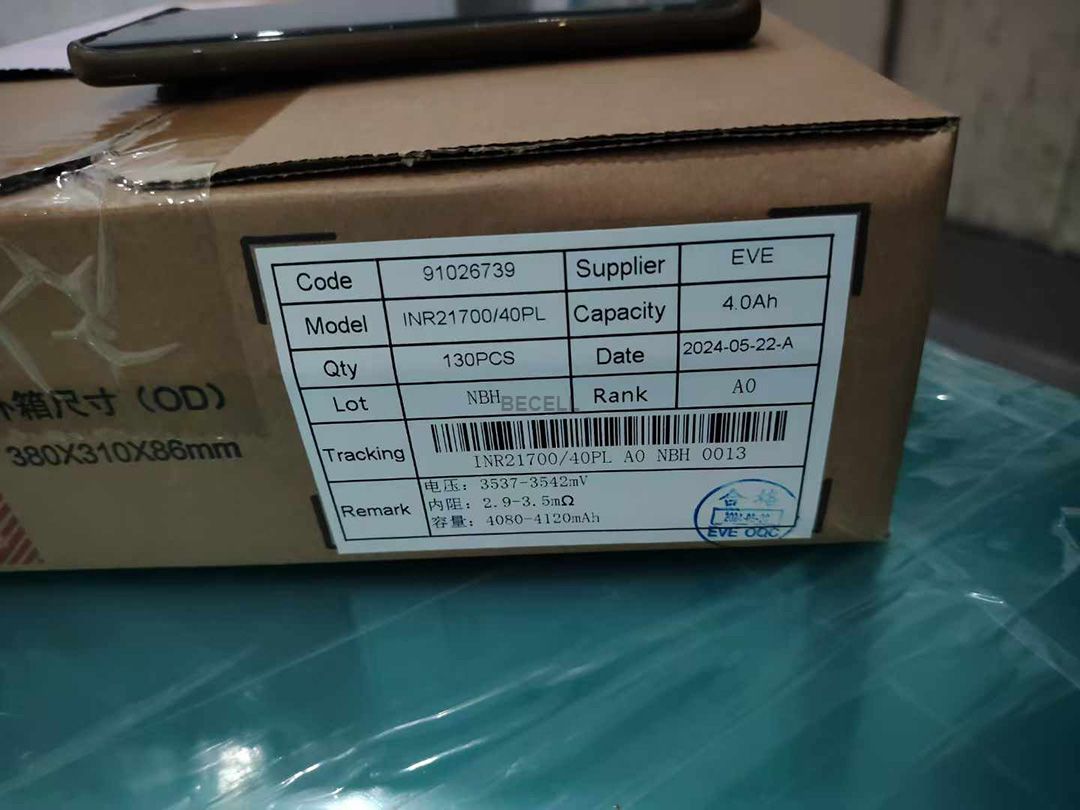 Code 91026739 Supplier EVE
Model INR21700/40PL Capacity 4.0Ah
Qty 130PCS Date 2024-05-22-A
Lot NBH Rank A0
BECELL
Tracking
INR21700/40PL A0 NBH 0013
Remark
电压: 3537-3542mV
内阻: 2.9-3.5mΩ
容量: 4080-4120mAh
合格
EVE OQC
箱尺寸(OD)
380X310X86mm